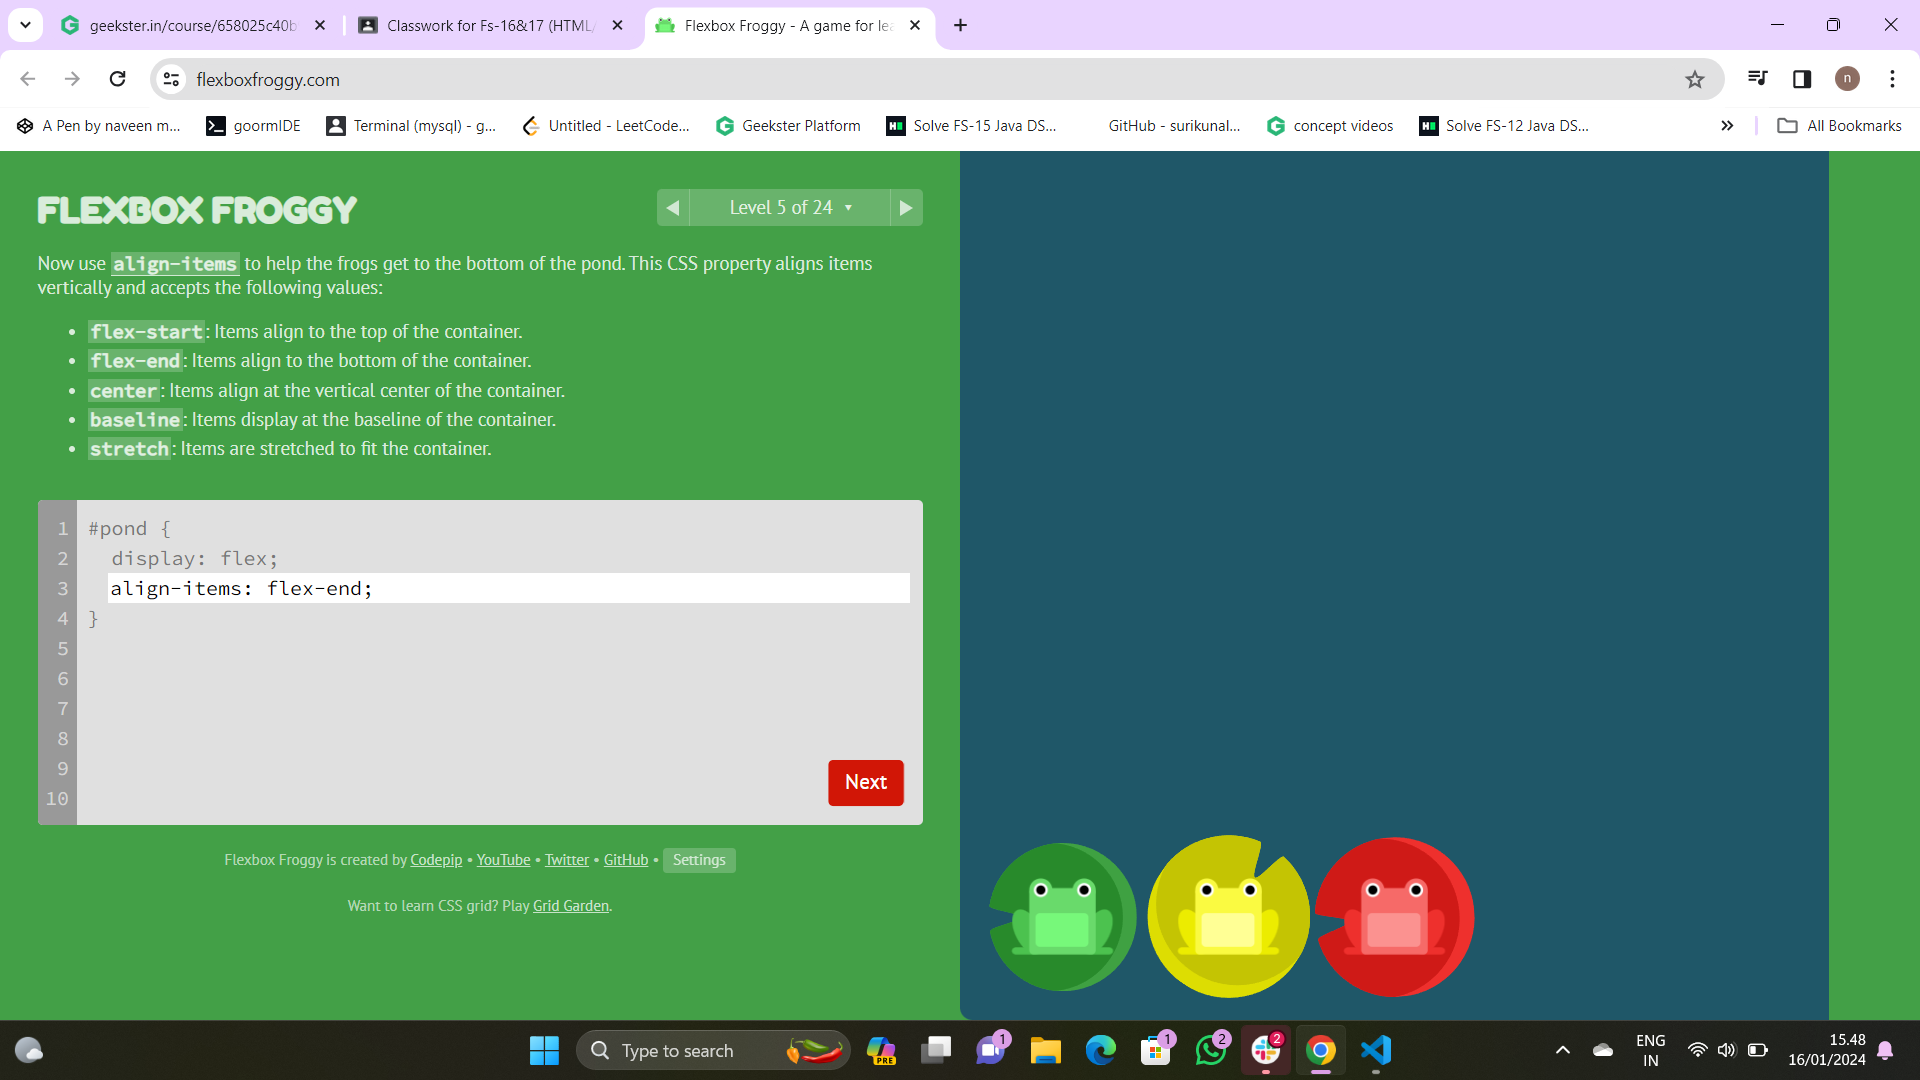 geekster.in/course/658025c40b
Classwork for Fs-16&17 (HTML/
Flexbox Froggy - A game for lea
flexboxfroggy.com
n
A Pen by naveen m...
goormIDE
Terminal (mysql) - g...
Untitled - LeetCode...
Geekster Platform
Solve FS-15 Java DS...
GitHub - surikunal...
concept videos
Solve FS-12 Java DS...
All Bookmarks
FLEXBOX FROGGY
Level 5 of 24
Now use align-items to help the frogs get to the bottom of the pond. This CSS property aligns items
vertically and accepts the following values:
• flex-start: Items align to the top of the container.
• flex-end: Items align to the bottom of the container.
• center: Items align at the vertical center of the container.
• baseline: Items display at the baseline of the container.
• stretch: Items are stretched to fit the container.
1 #pond {
2 display: flex;
3 align-items: flex-end;
4 }
5
6
7
8
9
10
Next
Flexbox Froggy is created by Codepip • YouTube • Twitter • GitHub • Settings
Want to learn CSS grid? Play Grid Garden.
Type to search
PRE
1
1
2
2
ENG
IN
15.48
16/01/2024